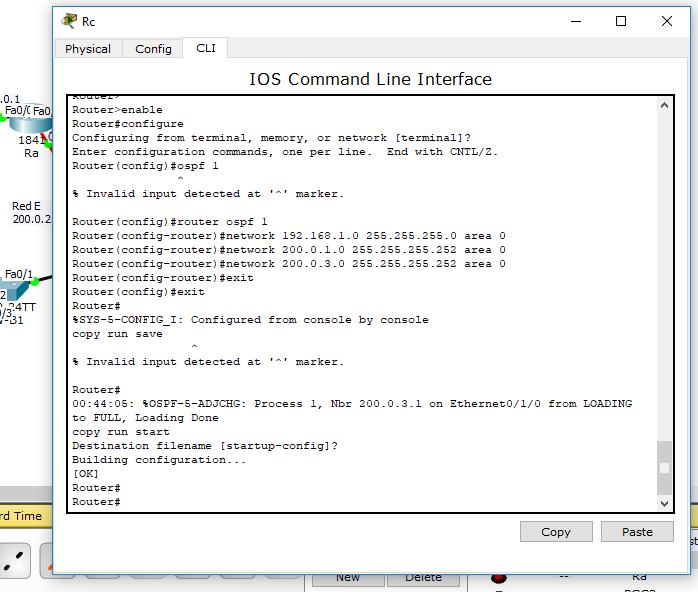 Rc
Physical Config CLI
IOS Command Line Interface
Router>
Router>enable
Router#configure
Configuring from terminal, memory, or network [terminal]?
Enter configuration commands, one per line.  End with CNTL/Z.
Router(config)#ospf 1
^
% Invalid input detected at '^' marker.
Router(config)#router ospf 1
Router(config-router)#network 192.168.1.0 255.255.255.0 area 0
Router(config-router)#network 200.0.1.0 255.255.255.252 area 0
Router(config-router)#network 200.0.3.0 255.255.255.252 area 0
Router(config-router)#exit
Router(config)#exit
Router#
%SYS-5-CONFIG_I: Configured from console by console
copy run save
^
% Invalid input detected at '^' marker.
Router#
00:44:05: %OSPF-5-ADJCHG: Process 1, Nbr 200.0.3.1 on Ethernet0/1/0 from LOADING
to FULL, Loading Done
copy run start
Destination filename [startup-config]?
Building configuration...
[OK]
Router#
Router#
Copy Paste
.0.1
Fa0/0 Fa0
1841
Ra
Red E
200.0.2
Fa0/1
24TT
rd Time
New Delete
-- Ra